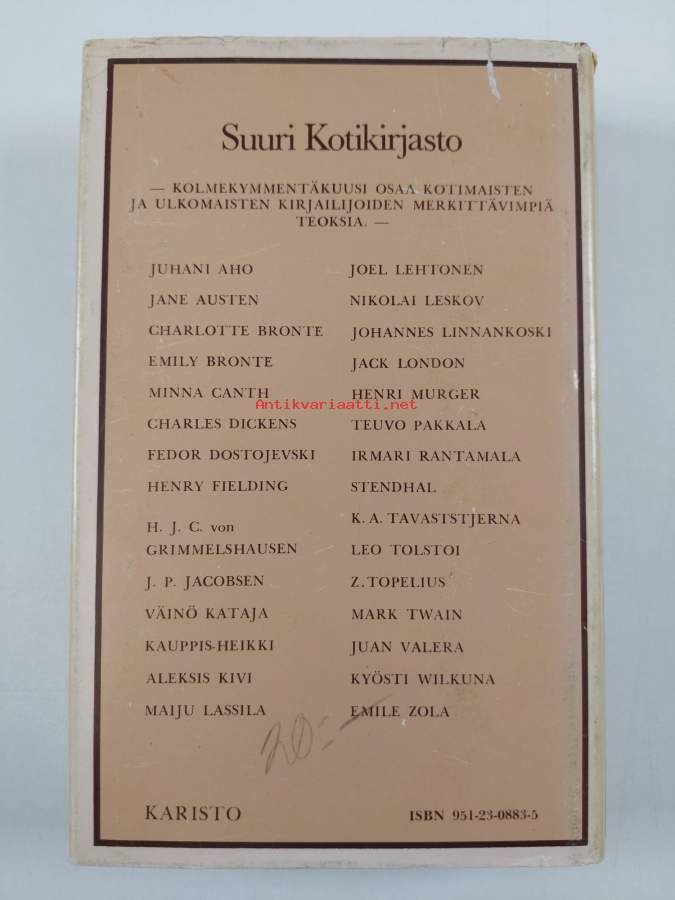 Suuri Kotikirjasto
— KOLMEKYMMENTÄKUUSI OSAA KOTIMAISTEN
JA ULKOMAISTEN KIRJAILIJOIDEN MERKITTÄVIMPIÄ
TEOKSIA. —
JUHANI AHO
JANE AUSTEN
CHARLOTTE BRONTE
EMILY BRONTE
MINNA CANTH
CHARLES DICKENS
FEDOR DOSTOJEVSKI
HENRY FIELDING
H. J. C. von
GRIMMELSHAUSEN
J. P. JACOBSEN
VÄINÖ KATAJA
KAUPPIS-HEIKKI
ALEKSIS KIVI
MAIJU LASSILA
JOEL LEHTONEN
NIKOLAI LESKOV
JOHANNES LINNANKOSKI
JACK LONDON
HENRI MURGER
TEUVO PAKKALA
IRMARI RANTAMALA
STENDHAL
K. A. TAVASTSTJERNA
LEO TOLSTOI
Z. TOPELIUS
MARK TWAIN
JUAN VALERA
KYÖSTI WILKUNA
EMILE ZOLA
Antikvariaatti.net
20:-
KARISTO
ISBN 951-23-0883-5